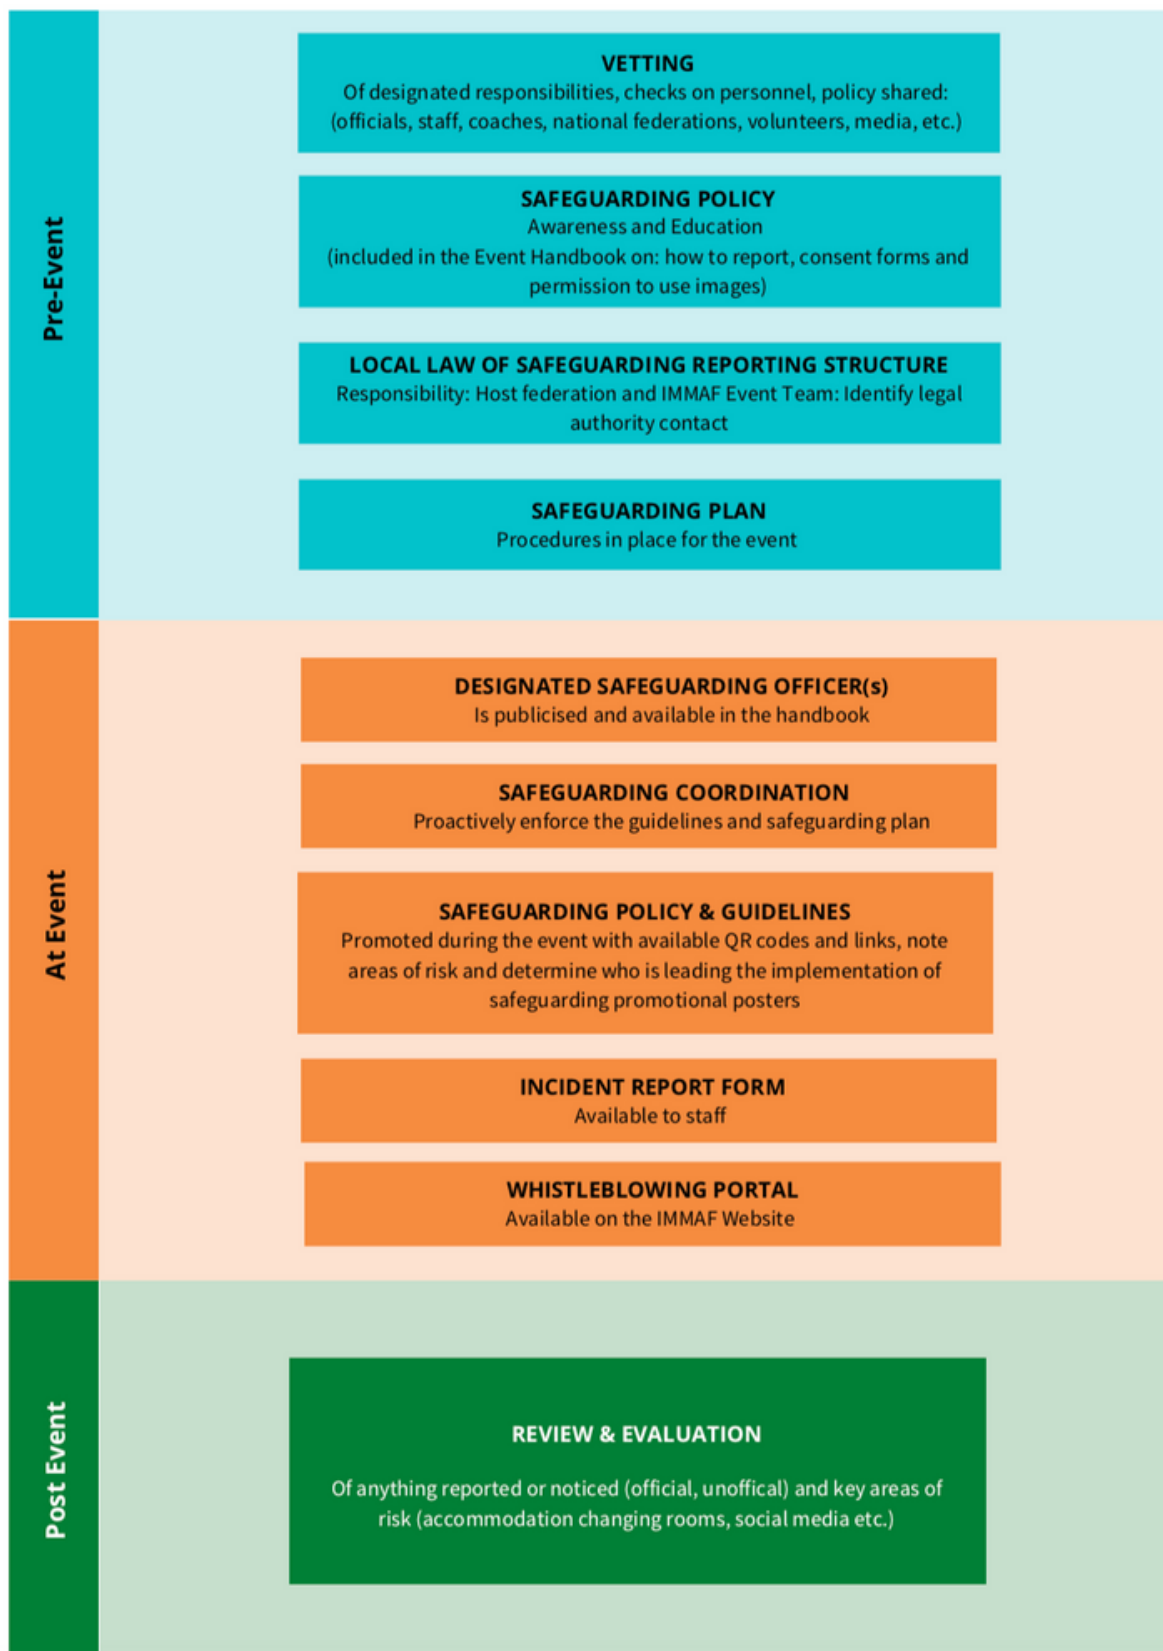 Pre-Event
VETTING
Of designated responsibilities, checks on personnel, policy shared:
(officials, staff, coaches, national federations, volunteers, media, etc.)
SAFEGUARDING POLICY
Awareness and Education
(included in the Event Handbook on: how to report, consent forms and
permission to use images)
LOCAL LAW OF SAFEGUARDING REPORTING STRUCTURE
Responsibility: Host federation and IMMAF Event Team: Identify legal
authority contact
SAFEGUARDING PLAN
Procedures in place for the event
At Event
DESIGNATED SAFEGUARDING OFFICER(s)
Is publicised and available in the handbook
SAFEGUARDING COORDINATION
Proactively enforce the guidelines and safeguarding plan
SAFEGUARDING POLICY & GUIDELINES
Promoted during the event with available QR codes and links, note
areas of risk and determine who is leading the implementation of
safeguarding promotional posters
INCIDENT REPORT FORM
Available to staff
WHISTLEBLOWING PORTAL
Available on the IMMAF Website
Post Event
REVIEW & EVALUATION
Of anything reported or noticed (official, unoffical) and key areas of
risk (accommodation changing rooms, social media etc.)